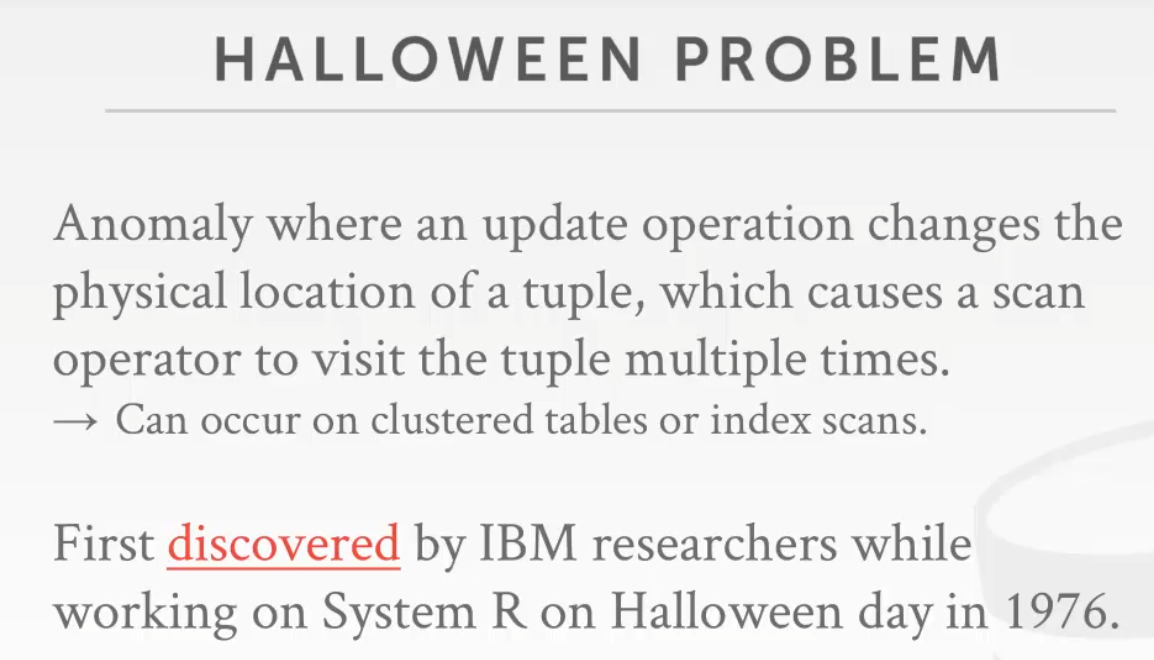 HALLOWEEN PROBLEM
Anomaly where an update operation changes the
physical location of a tuple, which causes a scan
operator to visit the tuple multiple times.
→ Can occur on clustered tables or index scans.
First discovered by IBM researchers while
working on System R on Halloween day in 1976.